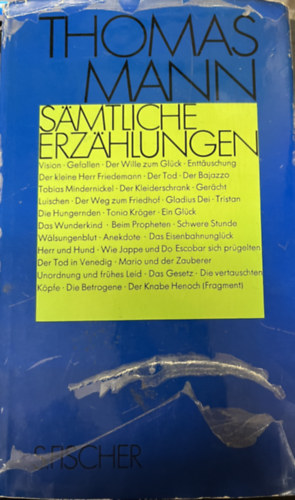 THOMAS
MANN
SÄMTLICHE
ERZÄHLUNGEN
Vision · Gefallen · Der Wille zum Glück · Enttäuschung
Der kleine Herr Friedemann · Der Tod · Der Bajazzo
Tobias Mindernickel · Der Kleiderschrank · Gerächt
Luischen · Der Weg zum Friedhof · Gladius Dei · Tristan
Die Hungernden · Tonio Kröger · Ein Glück
Das Wunderkind · Beim Propheten · Schwere Stunde
Wälsungenblut · Anekdote · Das Eisenbahnunglück
Herr und Hund · Wie Jappe und Do Escobar sich prügelten
Der Tod in Venedig · Mario und der Zauberer
Unordnung und frühes Leid · Das Gesetz · Die vertauschten
Köpfe · Die Betrogene · Der Knabe Henoch (Fragment)
S. FISCHER